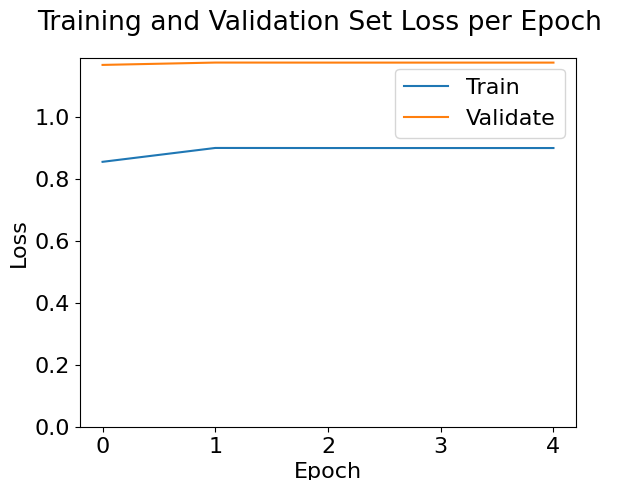 Training and Validation Set Loss per Epoch
Train
Validate
Loss
1.0
0.8
0.6
0.4
0.2
0.0
0 1 2 3 4
Epoch